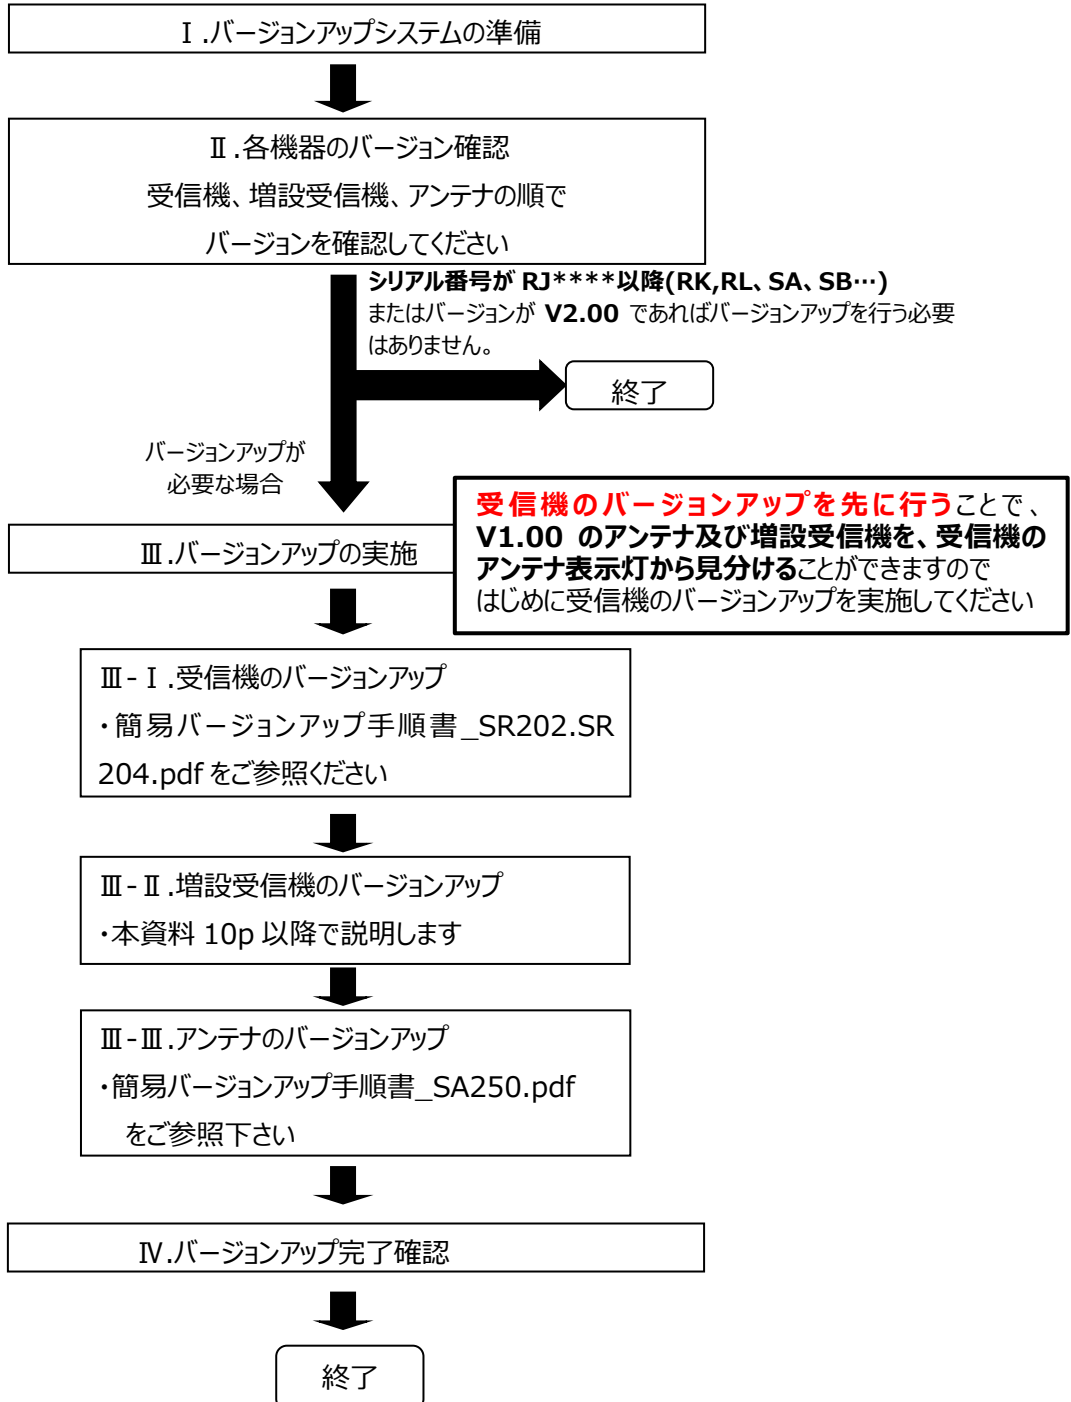 Ⅰ.バージョンアップシステムの準備
Ⅱ.各機器のバージョン確認
受信機、増設受信機、アンテナの順で
バージョンを確認してください
シリアル番号が RJ****以降(RK,RL、SA、SB…)
またはバージョンが V2.00 であればバージョンアップを行う必要
はありません。
終了
バージョンアップが
必要な場合
受信機のバージョンアップを先に行うことで、
V1.00 のアンテナ及び増設受信機を、受信機の
アンテナ表示灯から見分けることができますので
はじめに受信機のバージョンアップを実施してください
Ⅲ.バージョンアップの実施
Ⅲ-Ⅰ.受信機のバージョンアップ
・簡易バージョンアップ手順書_SR202.SR
204.pdf をご参照ください
Ⅲ-Ⅱ.増設受信機のバージョンアップ
・本資料 10p 以降で説明します
Ⅲ-Ⅲ.アンテナのバージョンアップ
・簡易バージョンアップ手順書_SA250.pdf
をご参照下さい
Ⅳ.バージョンアップ完了確認
終了